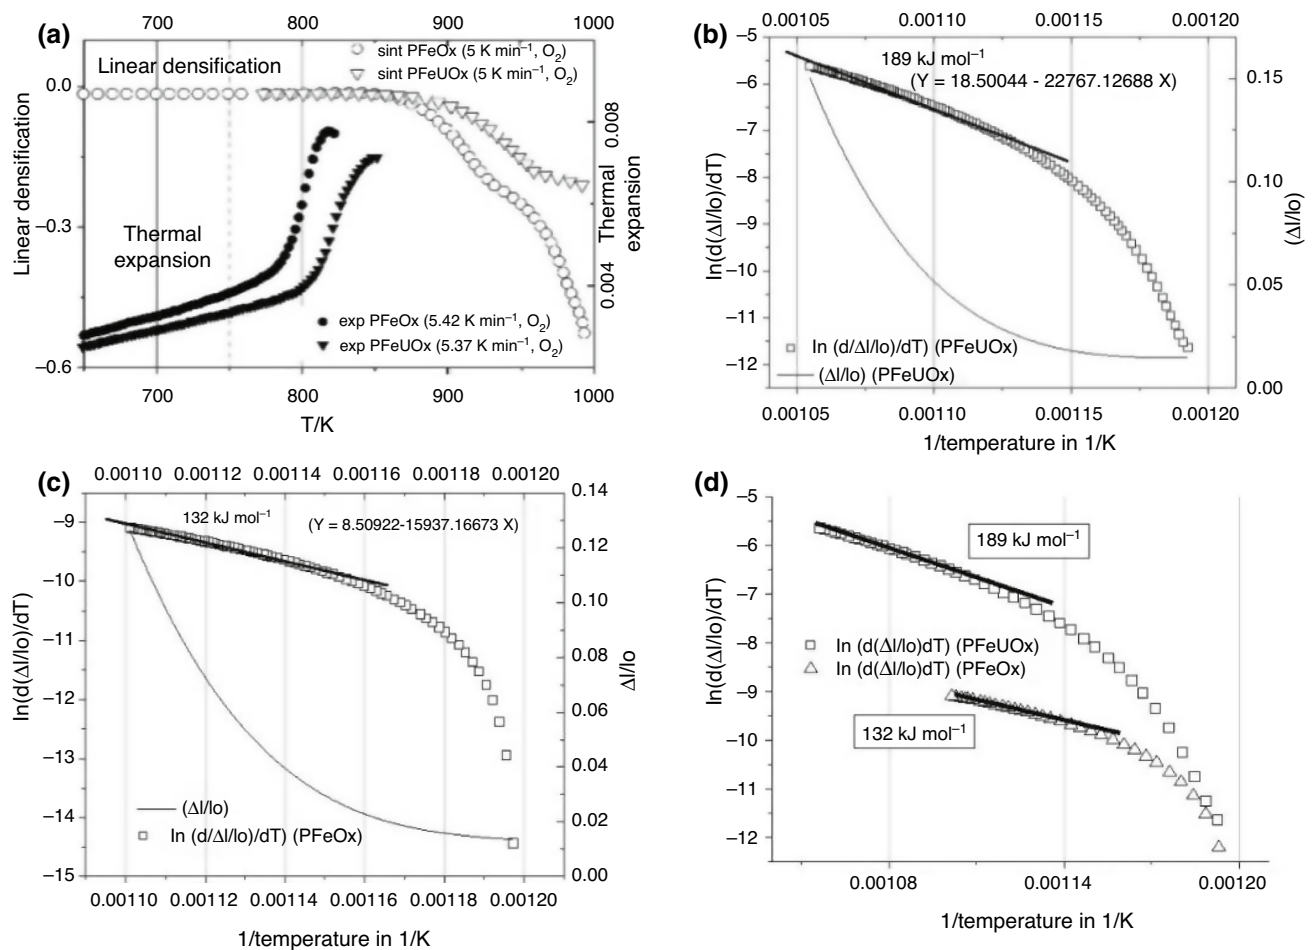 (a)
700 800 900 1000
Linear densification
sint PFeOx (5 K min⁻¹, O₂)
sint PFeUOx (5 K min⁻¹, O₂)
0.0
−0.3
−0.6
Linear densification
Thermal
expansion
0.008
0.004
Thermal
expansion
exp PFeOx (5.42 K min⁻¹, O₂)
exp PFeUOx (5.37 K min⁻¹, O₂)
700 800 900 1000
T/K
(b)
0.00105 0.00110 0.00115 0.00120
189 kJ mol⁻¹
(Y = 18.50044 - 22767.12688 X)
−5
−6
−7
−8
−9
−10
−11
−12
ln(d(Δl/lo)/dT)
0.15
0.10
0.05
0.00
(Δl/lo)
ln (d/Δl/lo)/dT) (PFeUOx)
(Δl/lo) (PFeUOx)
0.00105 0.00110 0.00115 0.00120
1/temperature in 1/K
(c)
0.00110 0.00112 0.00114 0.00116 0.00118 0.00120
132 kJ mol⁻¹
(Y = 8.50922-15937.16673 X)
−9
−10
−11
−12
−13
−14
−15
ln(d(Δl/lo)/dT)
0.14
0.12
0.10
0.08
0.06
0.04
0.02
0.00
Δl/lo
(Δl/lo)
ln (d/Δl/lo)/dT) (PFeOx)
0.00110 0.00112 0.00114 0.00116 0.00118 0.00120
1/temperature in 1/K
(d)
−5
−6
−7
−8
−9
−10
−11
−12
ln(d(Δl/lo)/dT)
189 kJ mol⁻¹
ln (d(Δl/lo)dT) (PFeUOx)
ln (d(Δl/lo)dT) (PFeOx)
132 kJ mol⁻¹
0.00108 0.00114 0.00120
1/temperature in 1/K